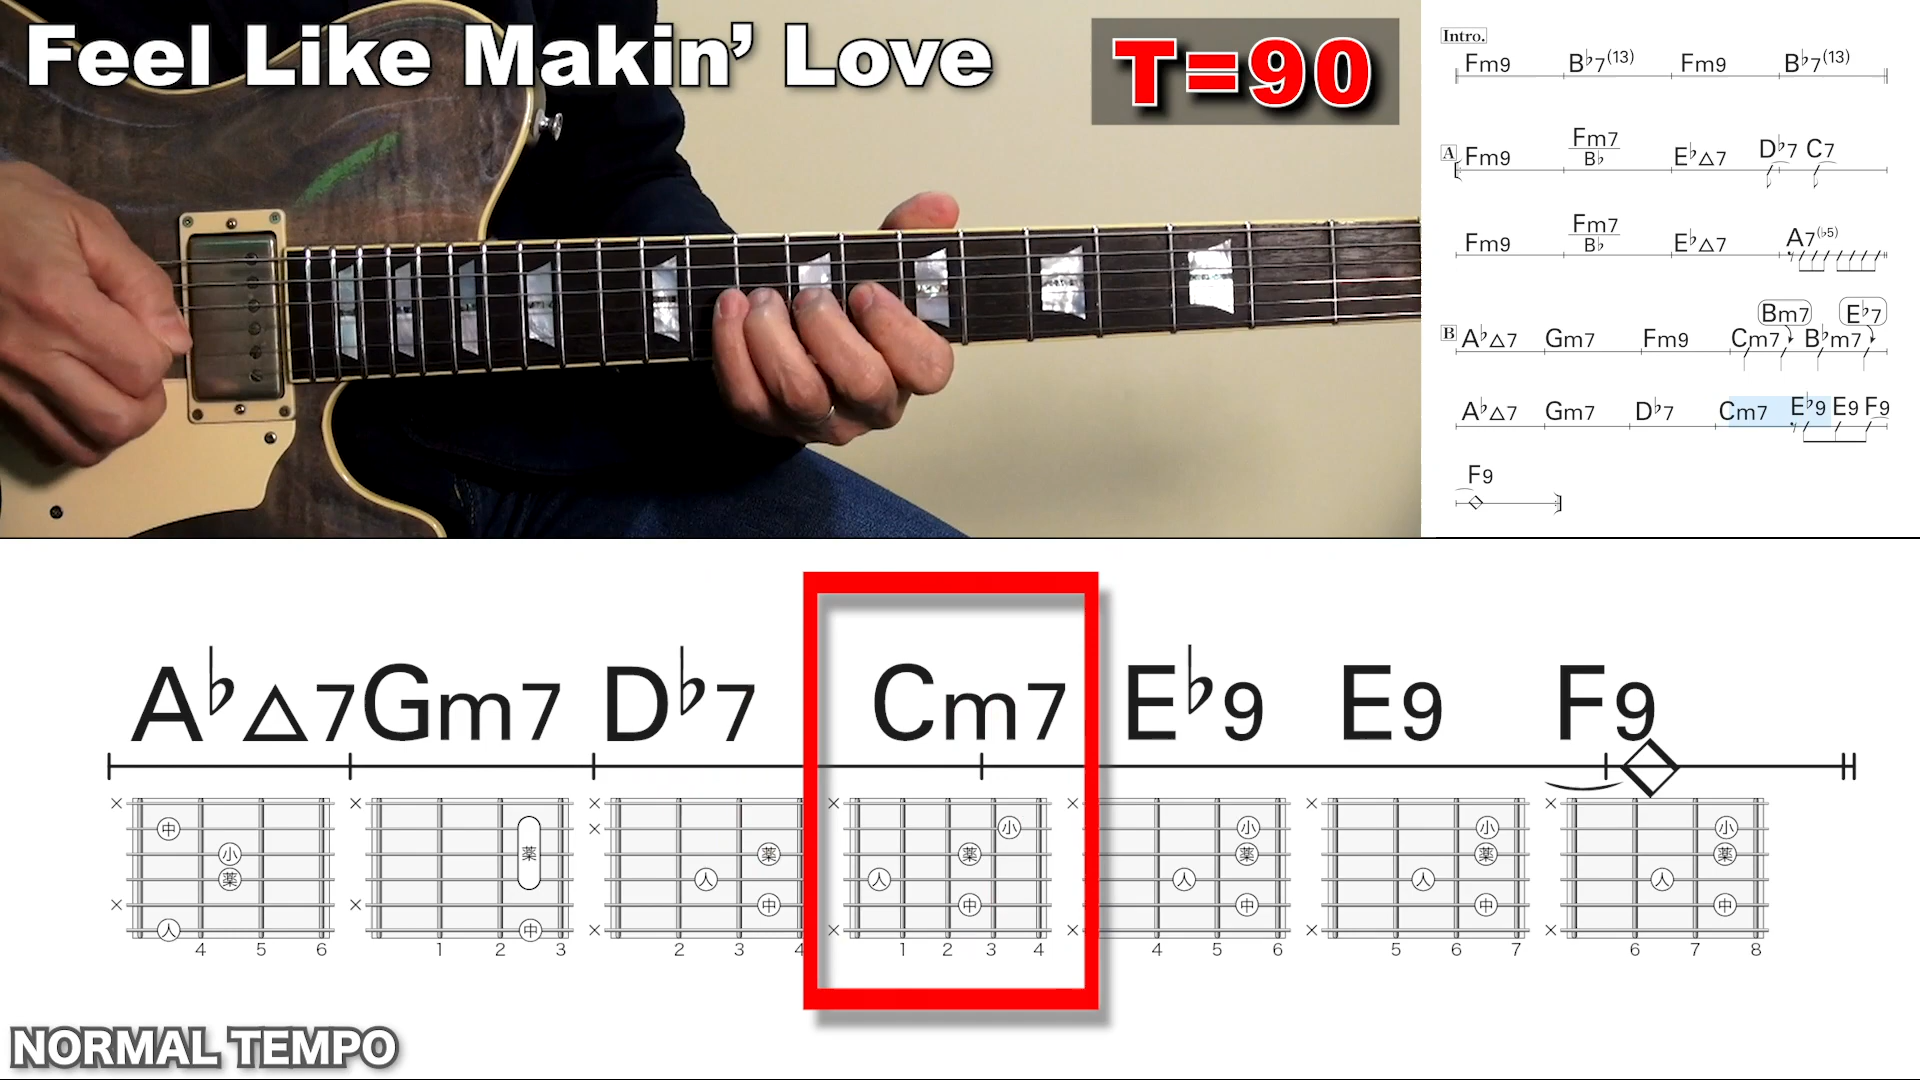 Feel Like Makin' Love
T=90
Intro.
Fm9 B♭7(13) Fm9 B♭7(13)
A Fm9 Fm7/B♭ E♭△7 D♭7 C7
Fm9 Fm7/B♭ E♭△7 A7(♭5)
Bm7 E♭7
B A♭△7 Gm7 Fm9 Cm7 B♭m7
A♭△7 Gm7 D♭7 Cm7 E♭9 E9 F9
F9
A♭△7 Gm7 D♭7 Cm7 E♭9 E9 F9
× × × × × × ×
中 小 小 小 小
× 
小 薬 薬 薬 薬 薬 薬
薬 人 人 人 人 人
× × 中 中 中 中 中
人 中 × × × × ×
4 5 6 1 2 3 2 3 4 1 2 3 4 4 5 6 5 6 7 6 7 8
NORMAL TEMPO